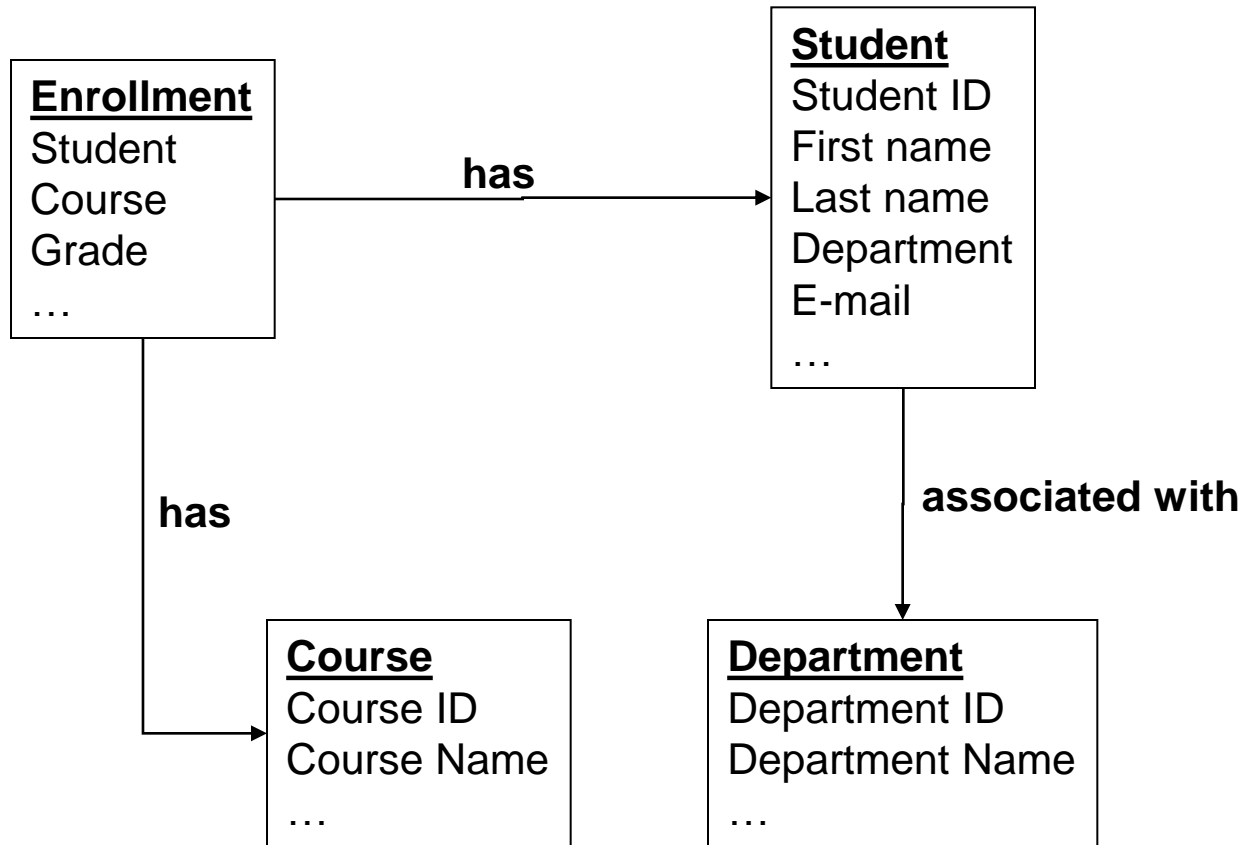 Enrollment
Student
Course
Grade
…
has
Student
Student ID
First name
Last name
Department
E-mail
…
has
associated with
Course
Course ID
Course Name
…
Department
Department ID
Department Name
…